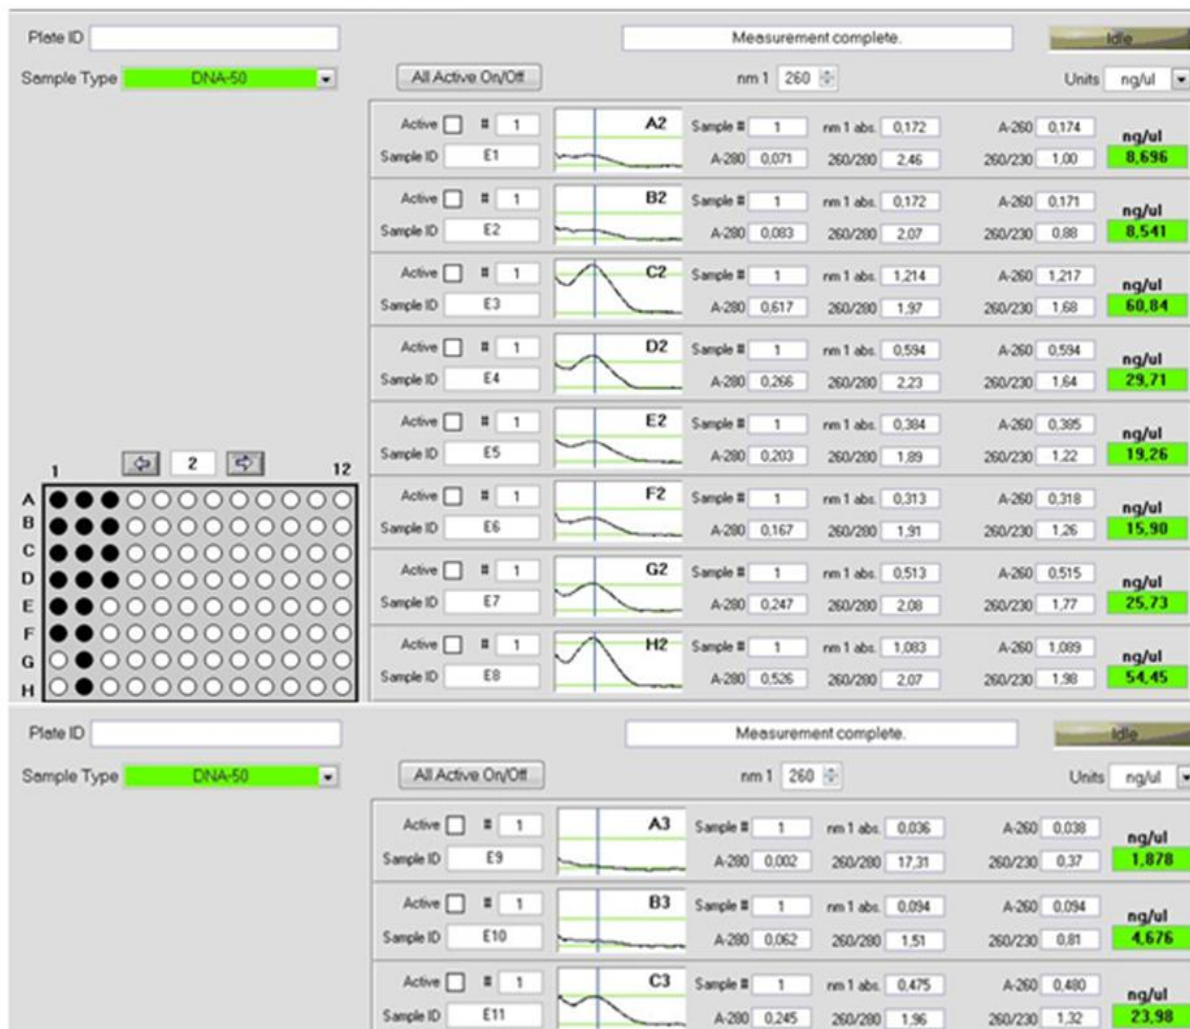 Plate ID Measurement complete. Idle
Sample Type DNA-50 All Active On/Off nm 1 260 Units ng/ul
Active # 1 A2 Sample # 1 nm 1 abs. 0,172 A-260 0,174 ng/ul
Sample ID E1 A-280 0,071 260/280 2,46 260/230 1,00 8,696
Active # 1 B2 Sample # 1 nm 1 abs. 0,172 A-260 0,171 ng/ul
Sample ID E2 A-280 0,083 260/280 2,07 260/230 0,88 8,541
Active # 1 C2 Sample # 1 nm 1 abs. 1,214 A-260 1,217 ng/ul
Sample ID E3 A-280 0,617 260/280 1,97 260/230 1,68 60,84
Active # 1 D2 Sample # 1 nm 1 abs. 0,594 A-260 0,594 ng/ul
Sample ID E4 A-280 0,266 260/280 2,23 260/230 1,64 29,71
Active # 1 E2 Sample # 1 nm 1 abs. 0,384 A-260 0,385 ng/ul
Sample ID E5 A-280 0,203 260/280 1,89 260/230 1,22 19,26
Active # 1 F2 Sample # 1 nm 1 abs. 0,313 A-260 0,318 ng/ul
Sample ID E6 A-280 0,167 260/280 1,91 260/230 1,26 15,90
Active # 1 G2 Sample # 1 nm 1 abs. 0,513 A-260 0,515 ng/ul
Sample ID E7 A-280 0,247 260/280 2,08 260/230 1,77 25,73
Active # 1 H2 Sample # 1 nm 1 abs. 1,083 A-260 1,089 ng/ul
Sample ID E8 A-280 0,526 260/280 2,07 260/230 1,98 54,45
1 2 12
A
B
C
D
E
F
G
H
Plate ID Measurement complete. Idle
Sample Type DNA-50 All Active On/Off nm 1 260 Units ng/ul
Active # 1 A3 Sample # 1 nm 1 abs. 0,036 A-260 0,038 ng/ul
Sample ID E9 A-280 0,002 260/280 17,31 260/230 0,37 1,878
Active # 1 B3 Sample # 1 nm 1 abs. 0,094 A-260 0,094 ng/ul
Sample ID E10 A-280 0,062 260/280 1,51 260/230 0,81 4,676
Active # 1 C3 Sample # 1 nm 1 abs. 0,475 A-260 0,480 ng/ul
Sample ID E11 A-280 0,245 260/280 1,96 260/230 1,32 23,98